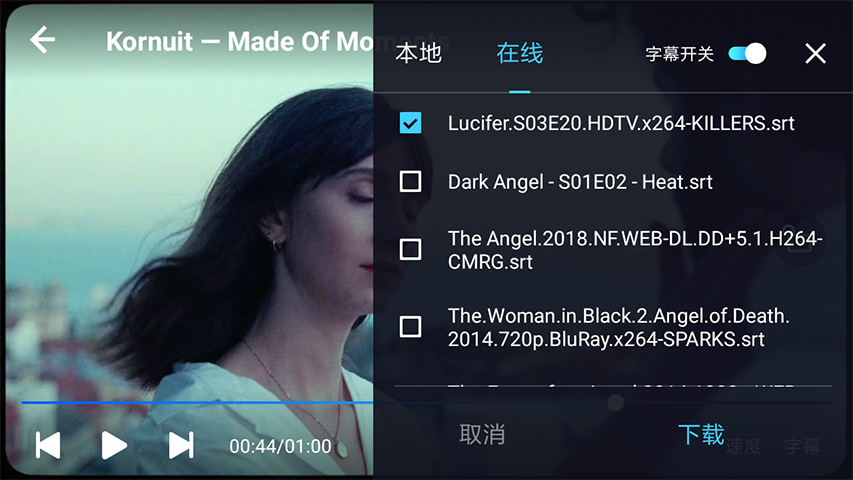 Kornuit — Made Of Moments
本地
在线
字幕开关
Lucifer.S03E20.HDTV.x264-KILLERS.srt
Dark Angel - S01E02 - Heat.srt
The Angel.2018.NF.WEB-DL.DD+5.1.H264-
CMRG.srt
The.Woman.in.Black.2.Angel.of.Death.
2014.720p.BluRay.x264-SPARKS.srt
00:44/01:00
取消
下载
速度
字幕